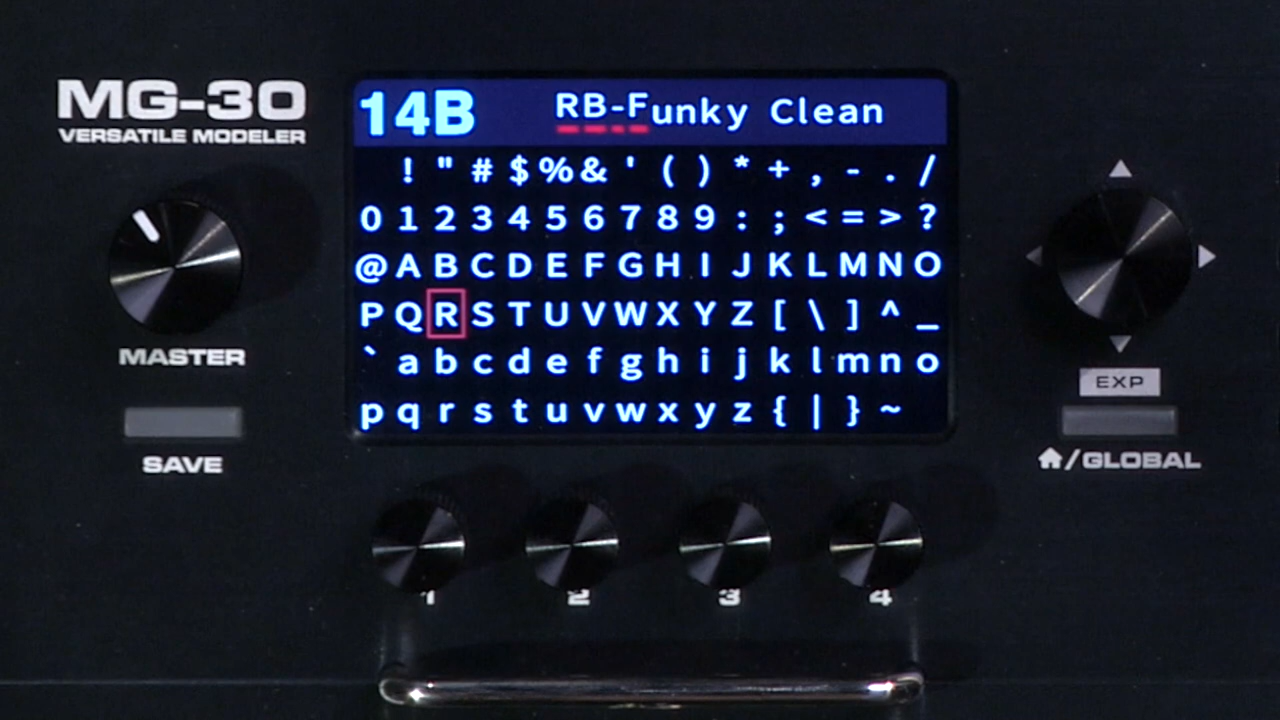 MG-30
VERSATILE MODELER
14B RB-Funky Clean
! " # $ % & ' ( ) * + , - . /
0 1 2 3 4 5 6 7 8 9 : ; < = > ?
@ A B C D E F G H I J K L M N O
P Q R S T U V W X Y Z [ \ ] ^ _
` a b c d e f g h i j k l m n o
p q r s t u v w x y z { | } ~
MASTER
SAVE
EXP
/GLOBAL
1 2 3 4